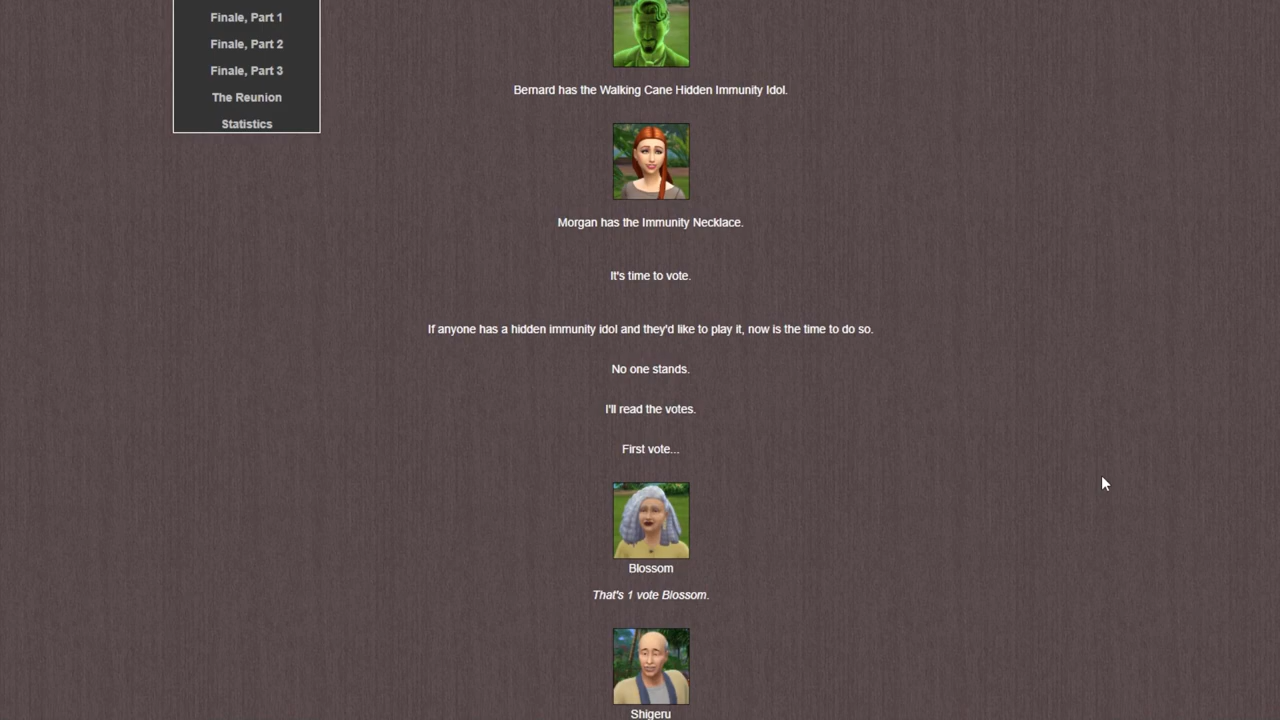 Finale, Part 1
Finale, Part 2
Finale, Part 3
The Reunion
Statistics
Bernard has the Walking Cane Hidden Immunity Idol.
Morgan has the Immunity Necklace.
It's time to vote.
If anyone has a hidden immunity idol and they'd like to play it, now is the time to do so.
No one stands.
I'll read the votes.
First vote...
Blossom
That's 1 vote Blossom.
Shigeru